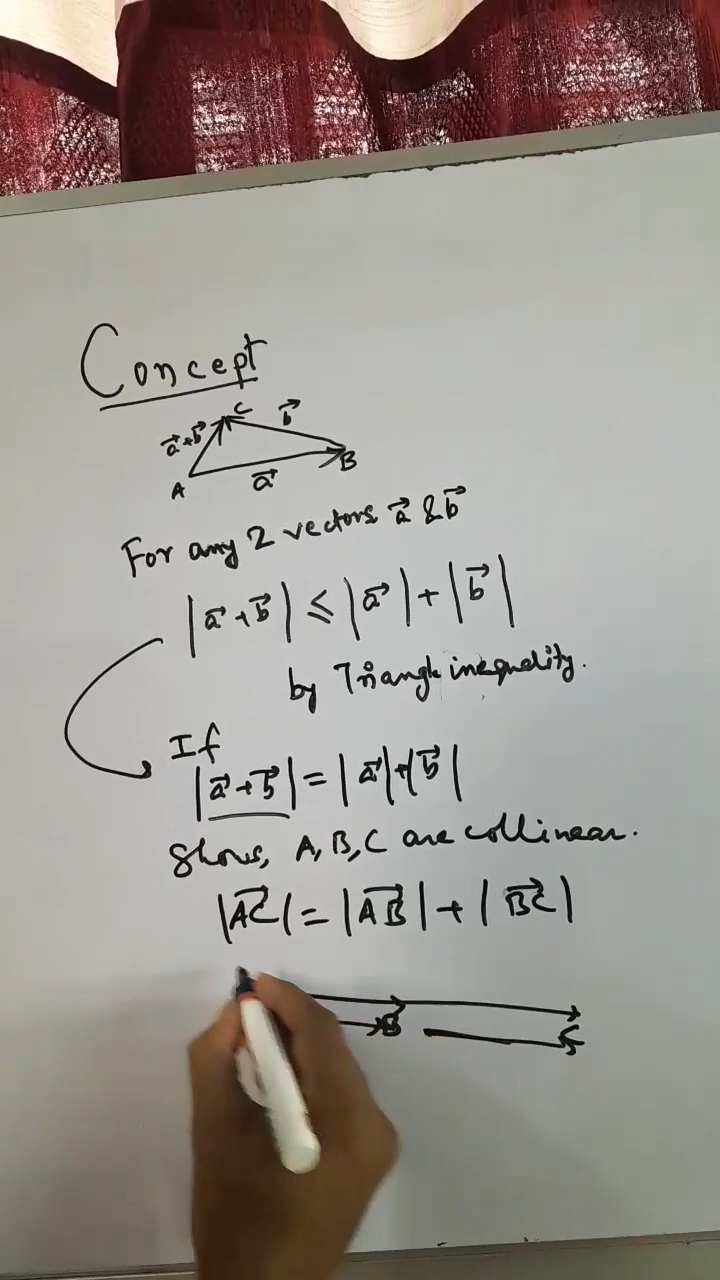 Concept
C
b⃗
a⃗+b⃗
B
A
a⃗
For any 2 vectors a⃗ & b⃗
|a⃗+b⃗| ≤ |a⃗| + |b⃗|
by Triangle inequality.
If
|a⃗+b⃗| = |a⃗|+|b⃗|
Shows, A, B, C are collinear.
|AC⃗| = |AB⃗| + |BC⃗|
B C